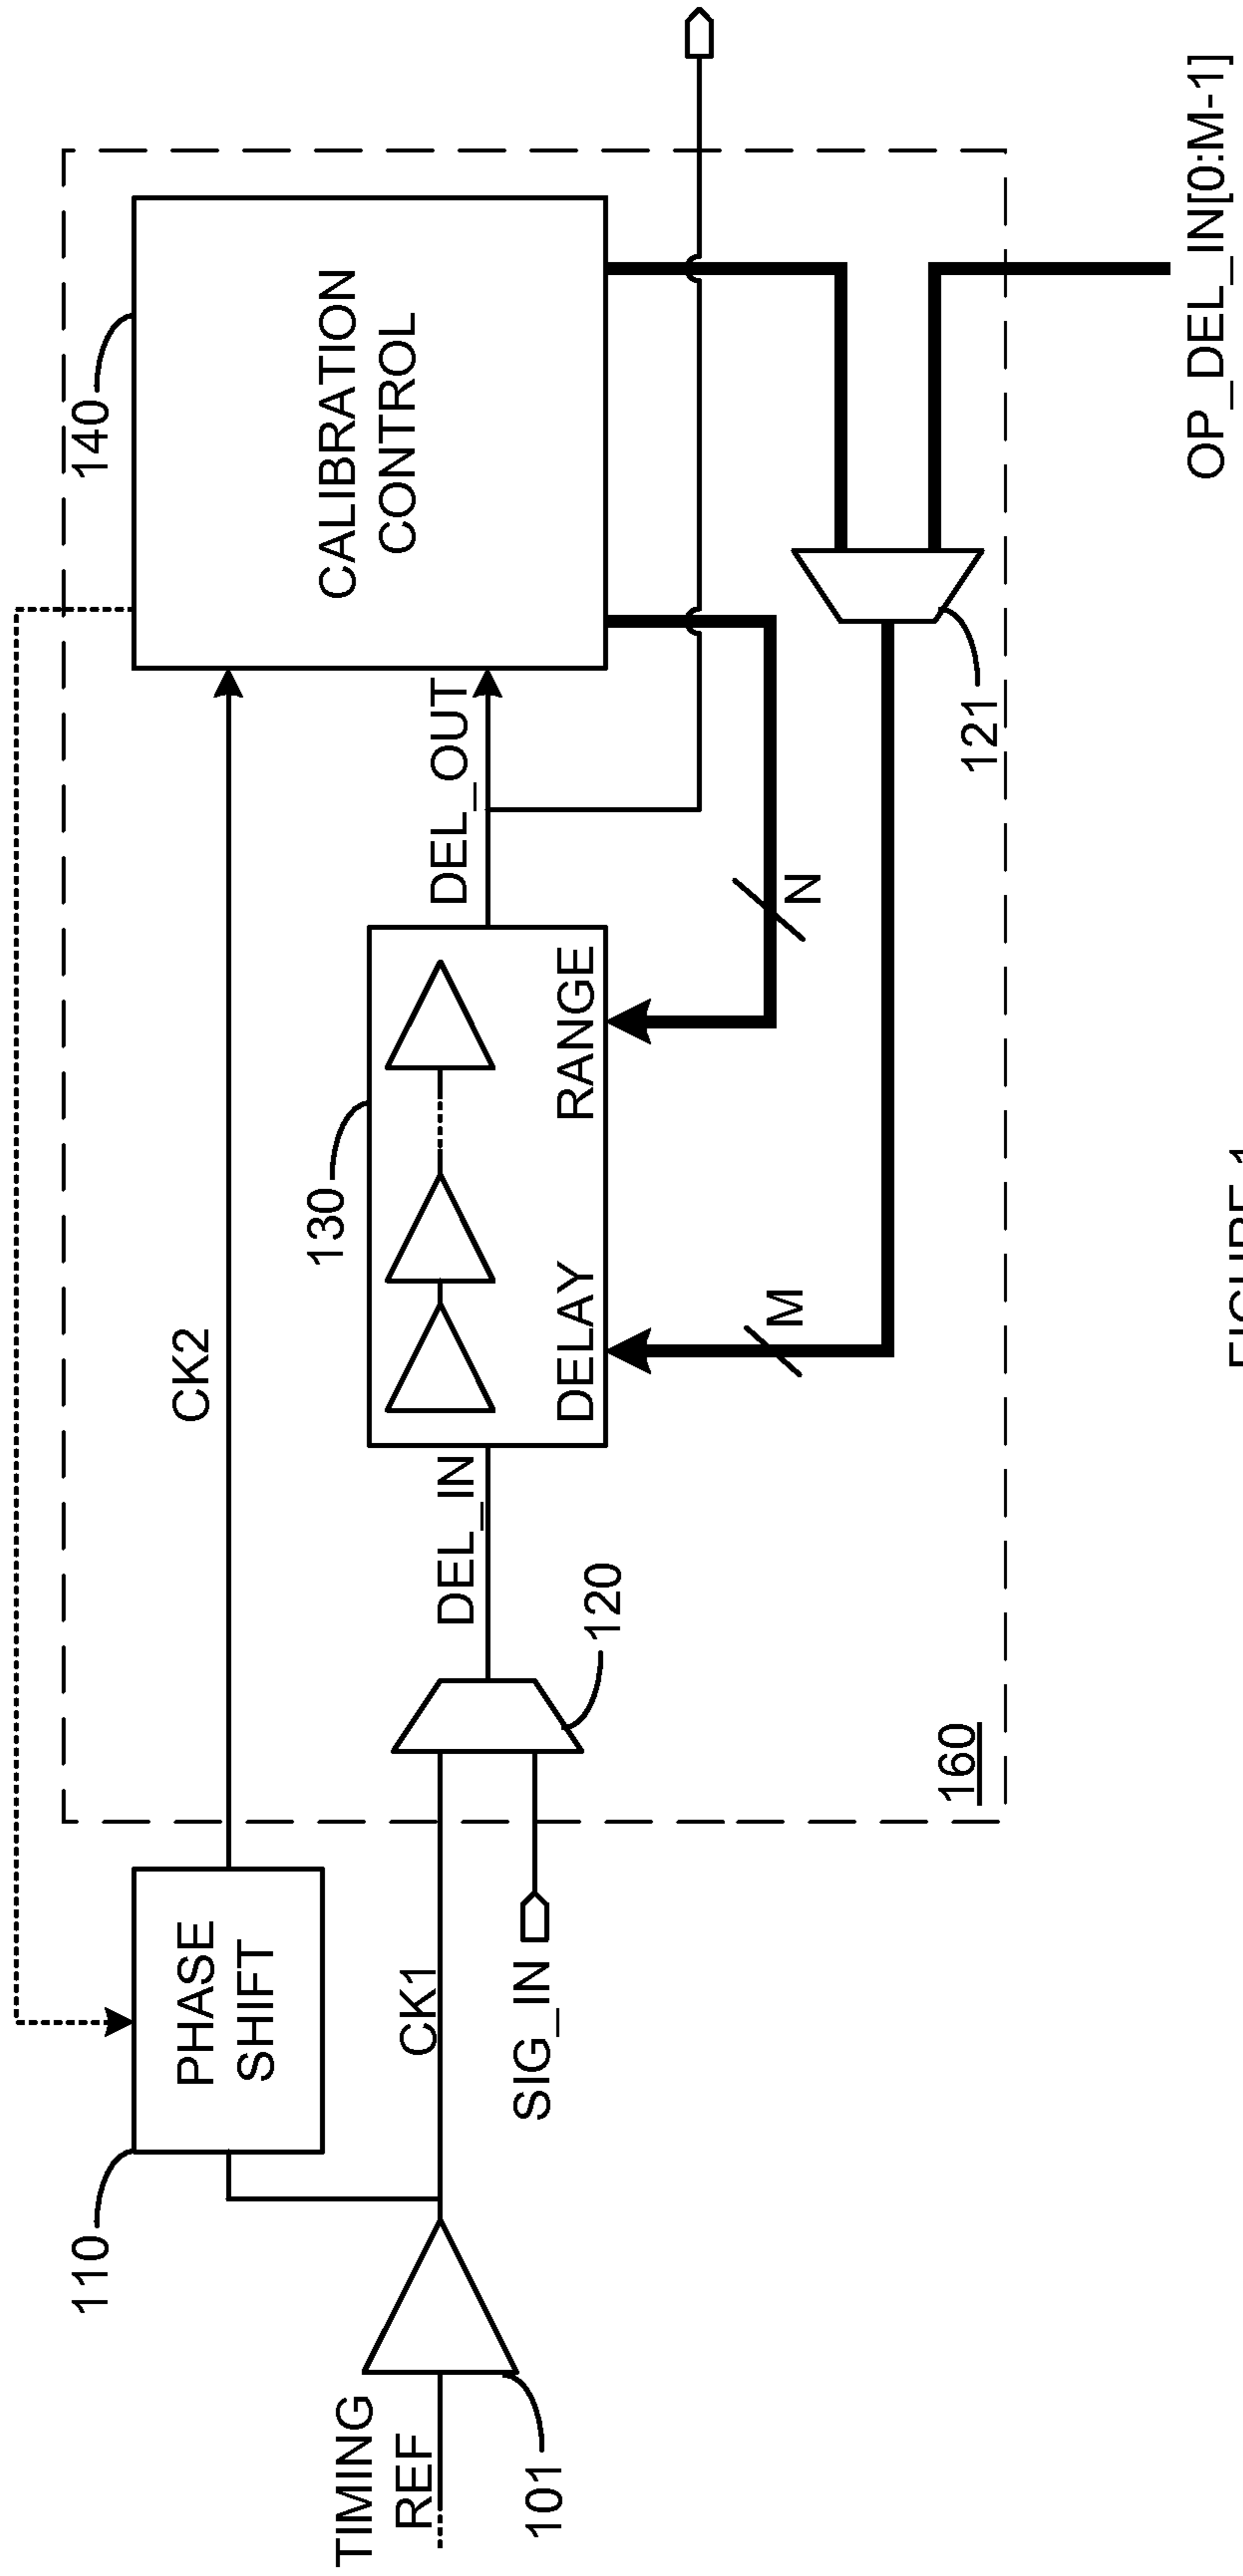 110
PHASE
SHIFT
CK2
140
CALIBRATION
CONTROL
TIMING
REF
101
CK1
SIG_IN
120
DEL_IN
130
DELAY
RANGE
DEL_OUT
M
N
121
160
OP_DEL_IN[0:M-1]